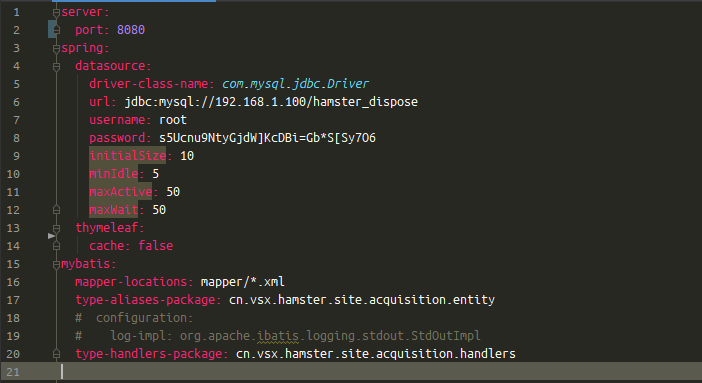 1 server:
2   port: 8080
3 spring:
4   datasource:
5     driver-class-name: com.mysql.jdbc.Driver
6     url: jdbc:mysql://192.168.1.100/hamster_dispose
7     username: root
8     password: s5Ucnu9NtyGjdW]KcDBi=Gb*S[Sy7O6
9     initialSize: 10
10     minIdle: 5
11     maxActive: 50
12     maxWait: 50
13   thymeleaf:
14     cache: false
15 mybatis:
16   mapper-locations: mapper/*.xml
17   type-aliases-package: cn.vsx.hamster.site.acquisition.entity
18   #  configuration:
19   #    log-impl: org.apache.ibatis.logging.stdout.StdOutImpl
20   type-handlers-package: cn.vsx.hamster.site.acquisition.handlers
21